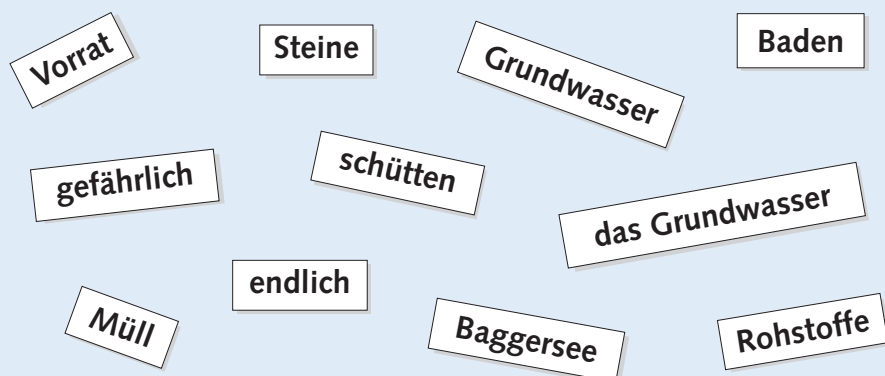 Vorrat
Steine
Grundwasser
Baden
gefährlich
schütten
das Grundwasser
endlich
Müll
Baggersee
Rohstoffe